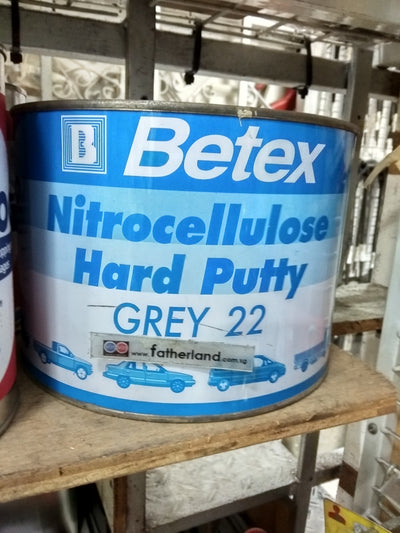 B
Betex
Nitrocellulose
Hard Putty
GREY 22
www.fatherland.com.sg